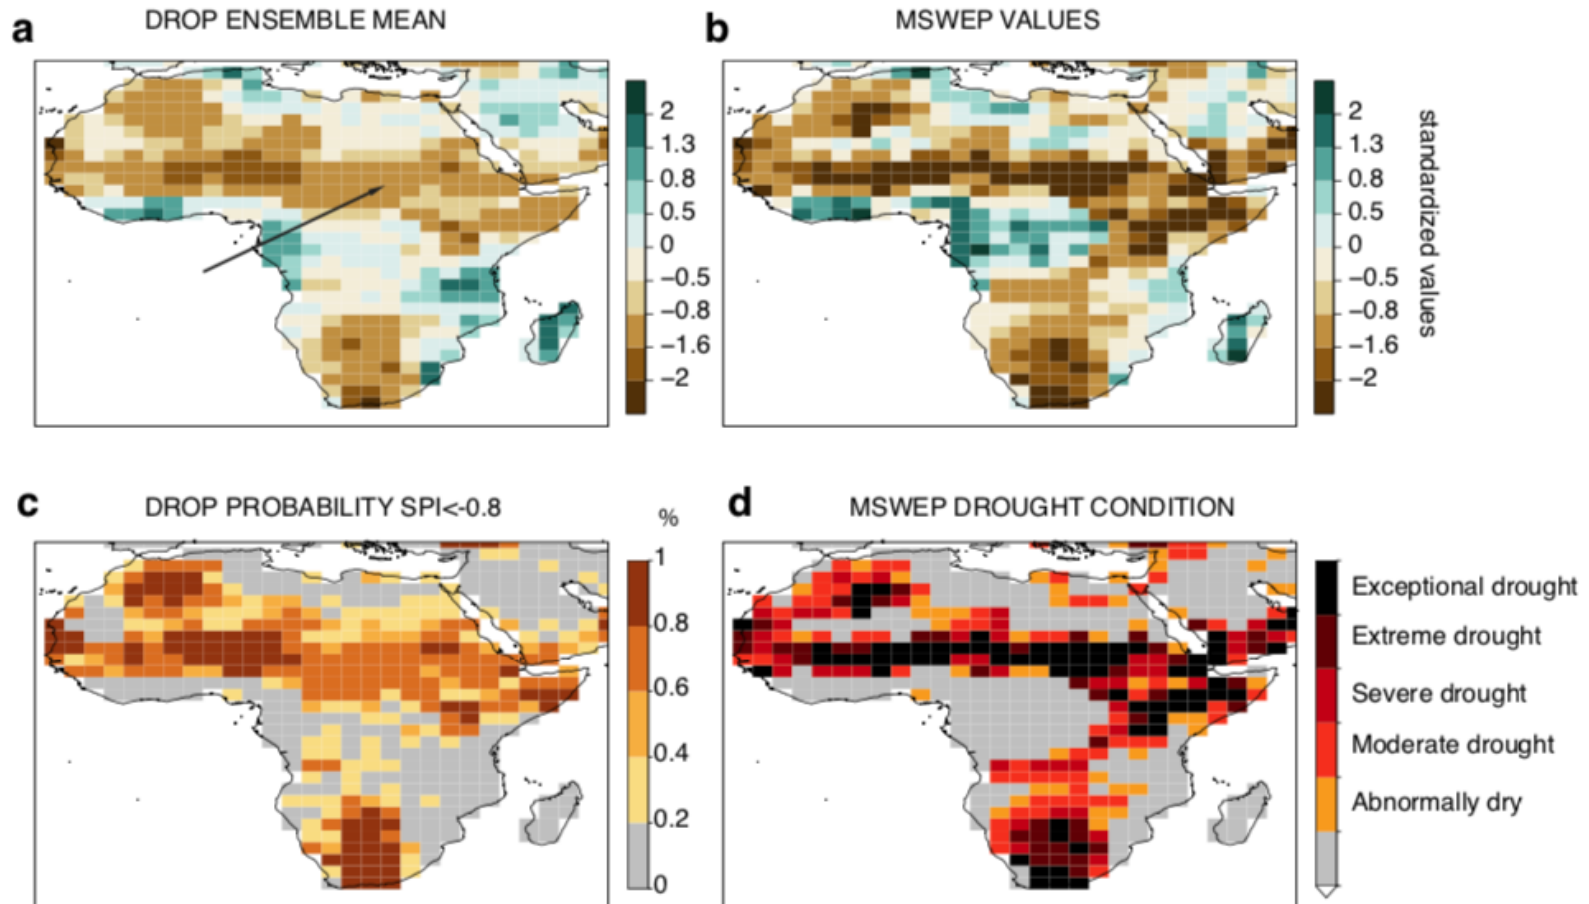 a DROP ENSEMBLE MEAN
2
1.3
0.8
0.5
0
−0.5
−0.8
−1.6
−2
b MSWEP VALUES
2
1.3
0.8
0.5
0
−0.5
−0.8
−1.6
−2
standardized values
c DROP PROBABILITY SPI<-0.8
%
1
0.8
0.6
0.4
0.2
0
d MSWEP DROUGHT CONDITION
Exceptional drought
Extreme drought
Severe drought
Moderate drought
Abnormally dry